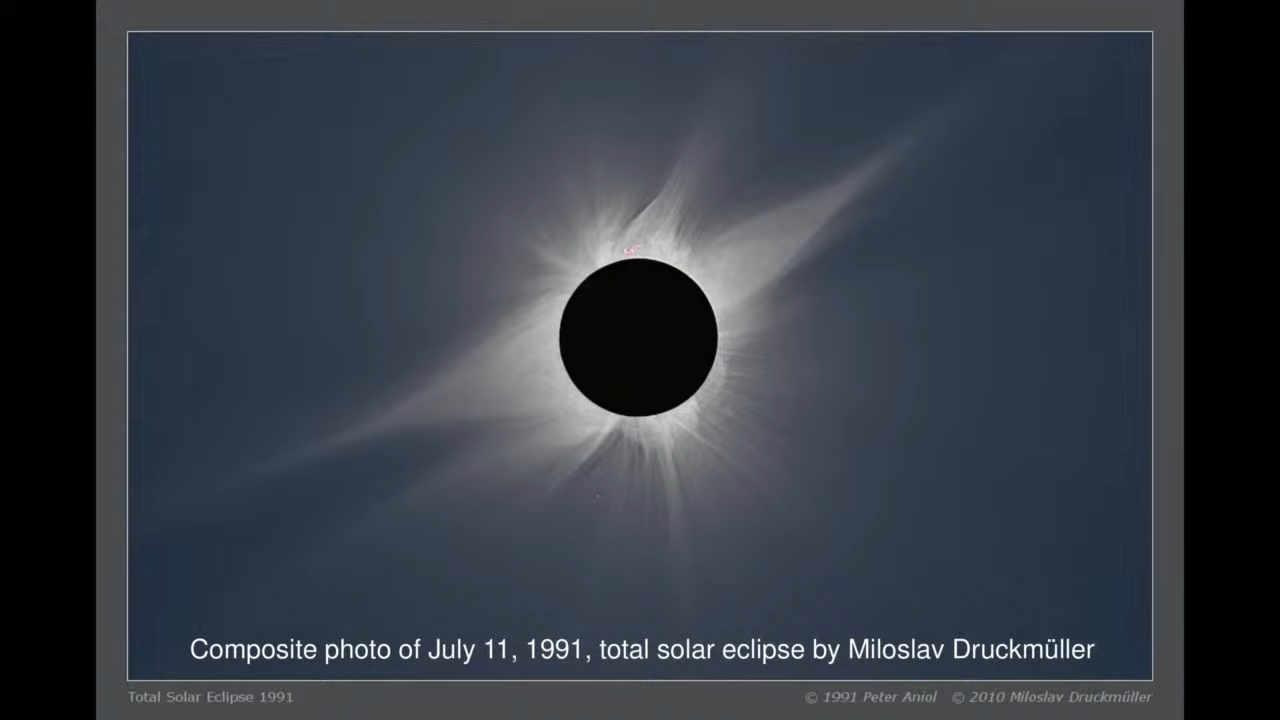 Composite photo of July 11, 1991, total solar eclipse by Miloslav Druckmüller
Total Solar Eclipse 1991 © 1991 Peter Aniol © 2010 Miloslav Druckmüller